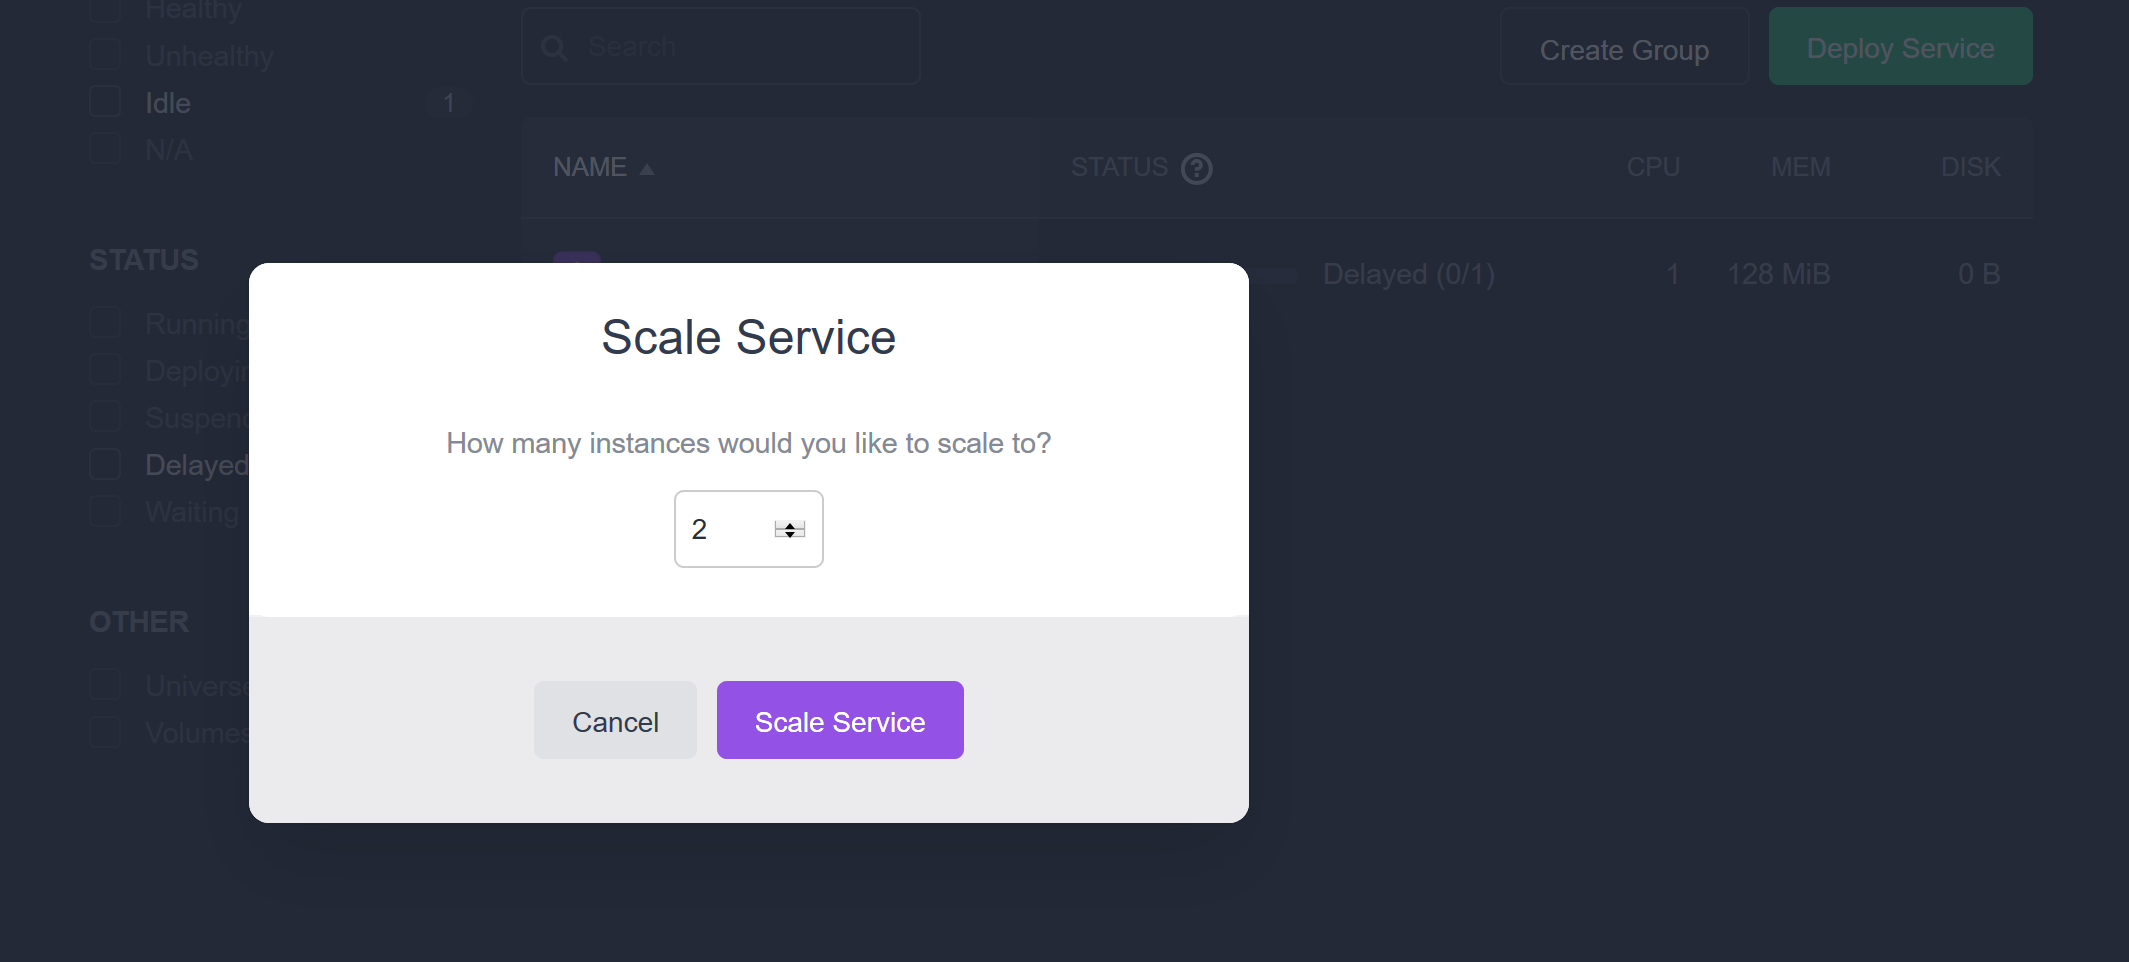 Healthy
Unhealthy
Idle 1
N/A
STATUS
Running
Deployin
Suspend
Delayed
Waiting
OTHER
Universe
Volumes
Search
Create Group
Deploy Service
NAME STATUS CPU MEM DISK
Delayed (0/1) 1 128 MiB 0 B
Scale Service
How many instances would you like to scale to?
2
Cancel
Scale Service